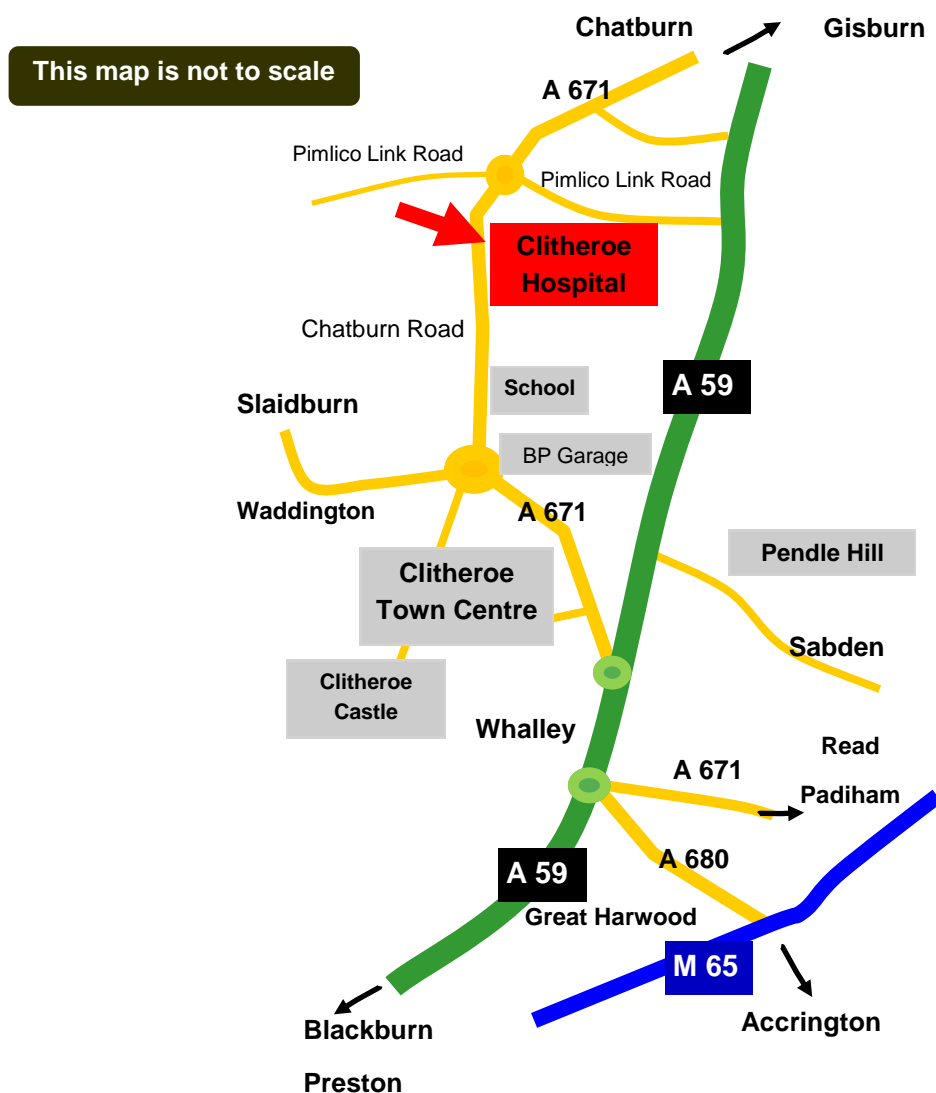 Chatburn
Gisburn
This map is not to scale
A 671
Pimlico Link Road
Pimlico Link Road
Clitheroe
Hospital
Chatburn Road
A 59
School
Slaidburn
BP Garage
Waddington
A 671
Pendle Hill
Clitheroe
Town Centre
Sabden
Clitheroe
Castle
Whalley
Read
A 671
Padiham
A 680
A 59
Great Harwood
M 65
Blackburn
Accrington
Preston